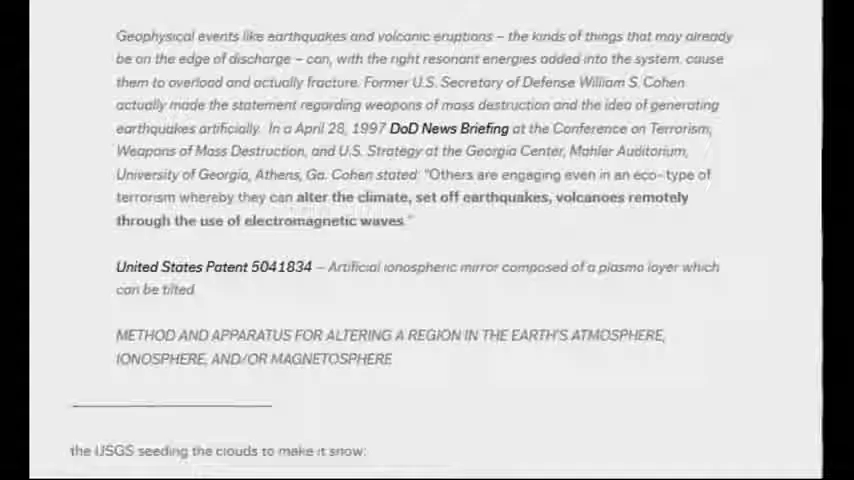 Geophysical events like earthquakes and volcanic eruptions – the kinds of things that may already
be on the edge of discharge – can, with the right resonant energies added into the system, cause
them to overload and actually fracture. Former U.S. Secretary of Defense William S. Cohen
actually made the statement regarding weapons of mass destruction and the idea of generating
earthquakes artificially. In a April 28, 1997 DoD News Briefing at the Conference on Terrorism,
Weapons of Mass Destruction, and U.S. Strategy at the Georgia Center, Mahler Auditorium,
University of Georgia, Athens, Ga. Cohen stated: "Others are engaging even in an eco-type of
terrorism whereby they can alter the climate, set off earthquakes, volcanoes remotely
through the use of electromagnetic waves."
United States Patent 5041834 – Artificial ionospheric mirror composed of a plasma layer which
can be tilted
METHOD AND APPARATUS FOR ALTERING A REGION IN THE EARTH'S ATMOSPHERE,
IONOSPHERE, AND/OR MAGNETOSPHERE
the USGS seeding the clouds to make it snow: